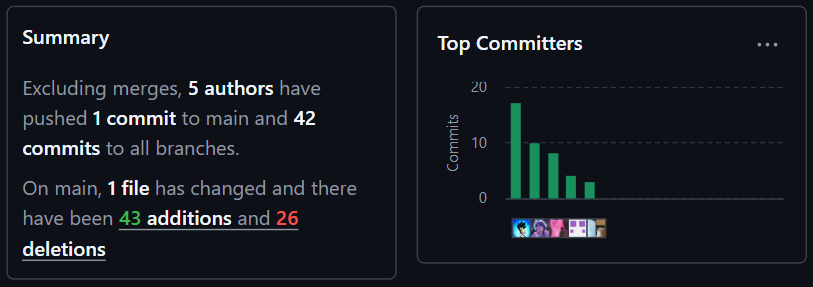 Summary
Excluding merges, 5 authors have
pushed 1 commit to main and 42
commits to all branches.
On main, 1 file has changed and there
have been 43 additions and 26
deletions
Top Committers
...
Commits
20
10
0